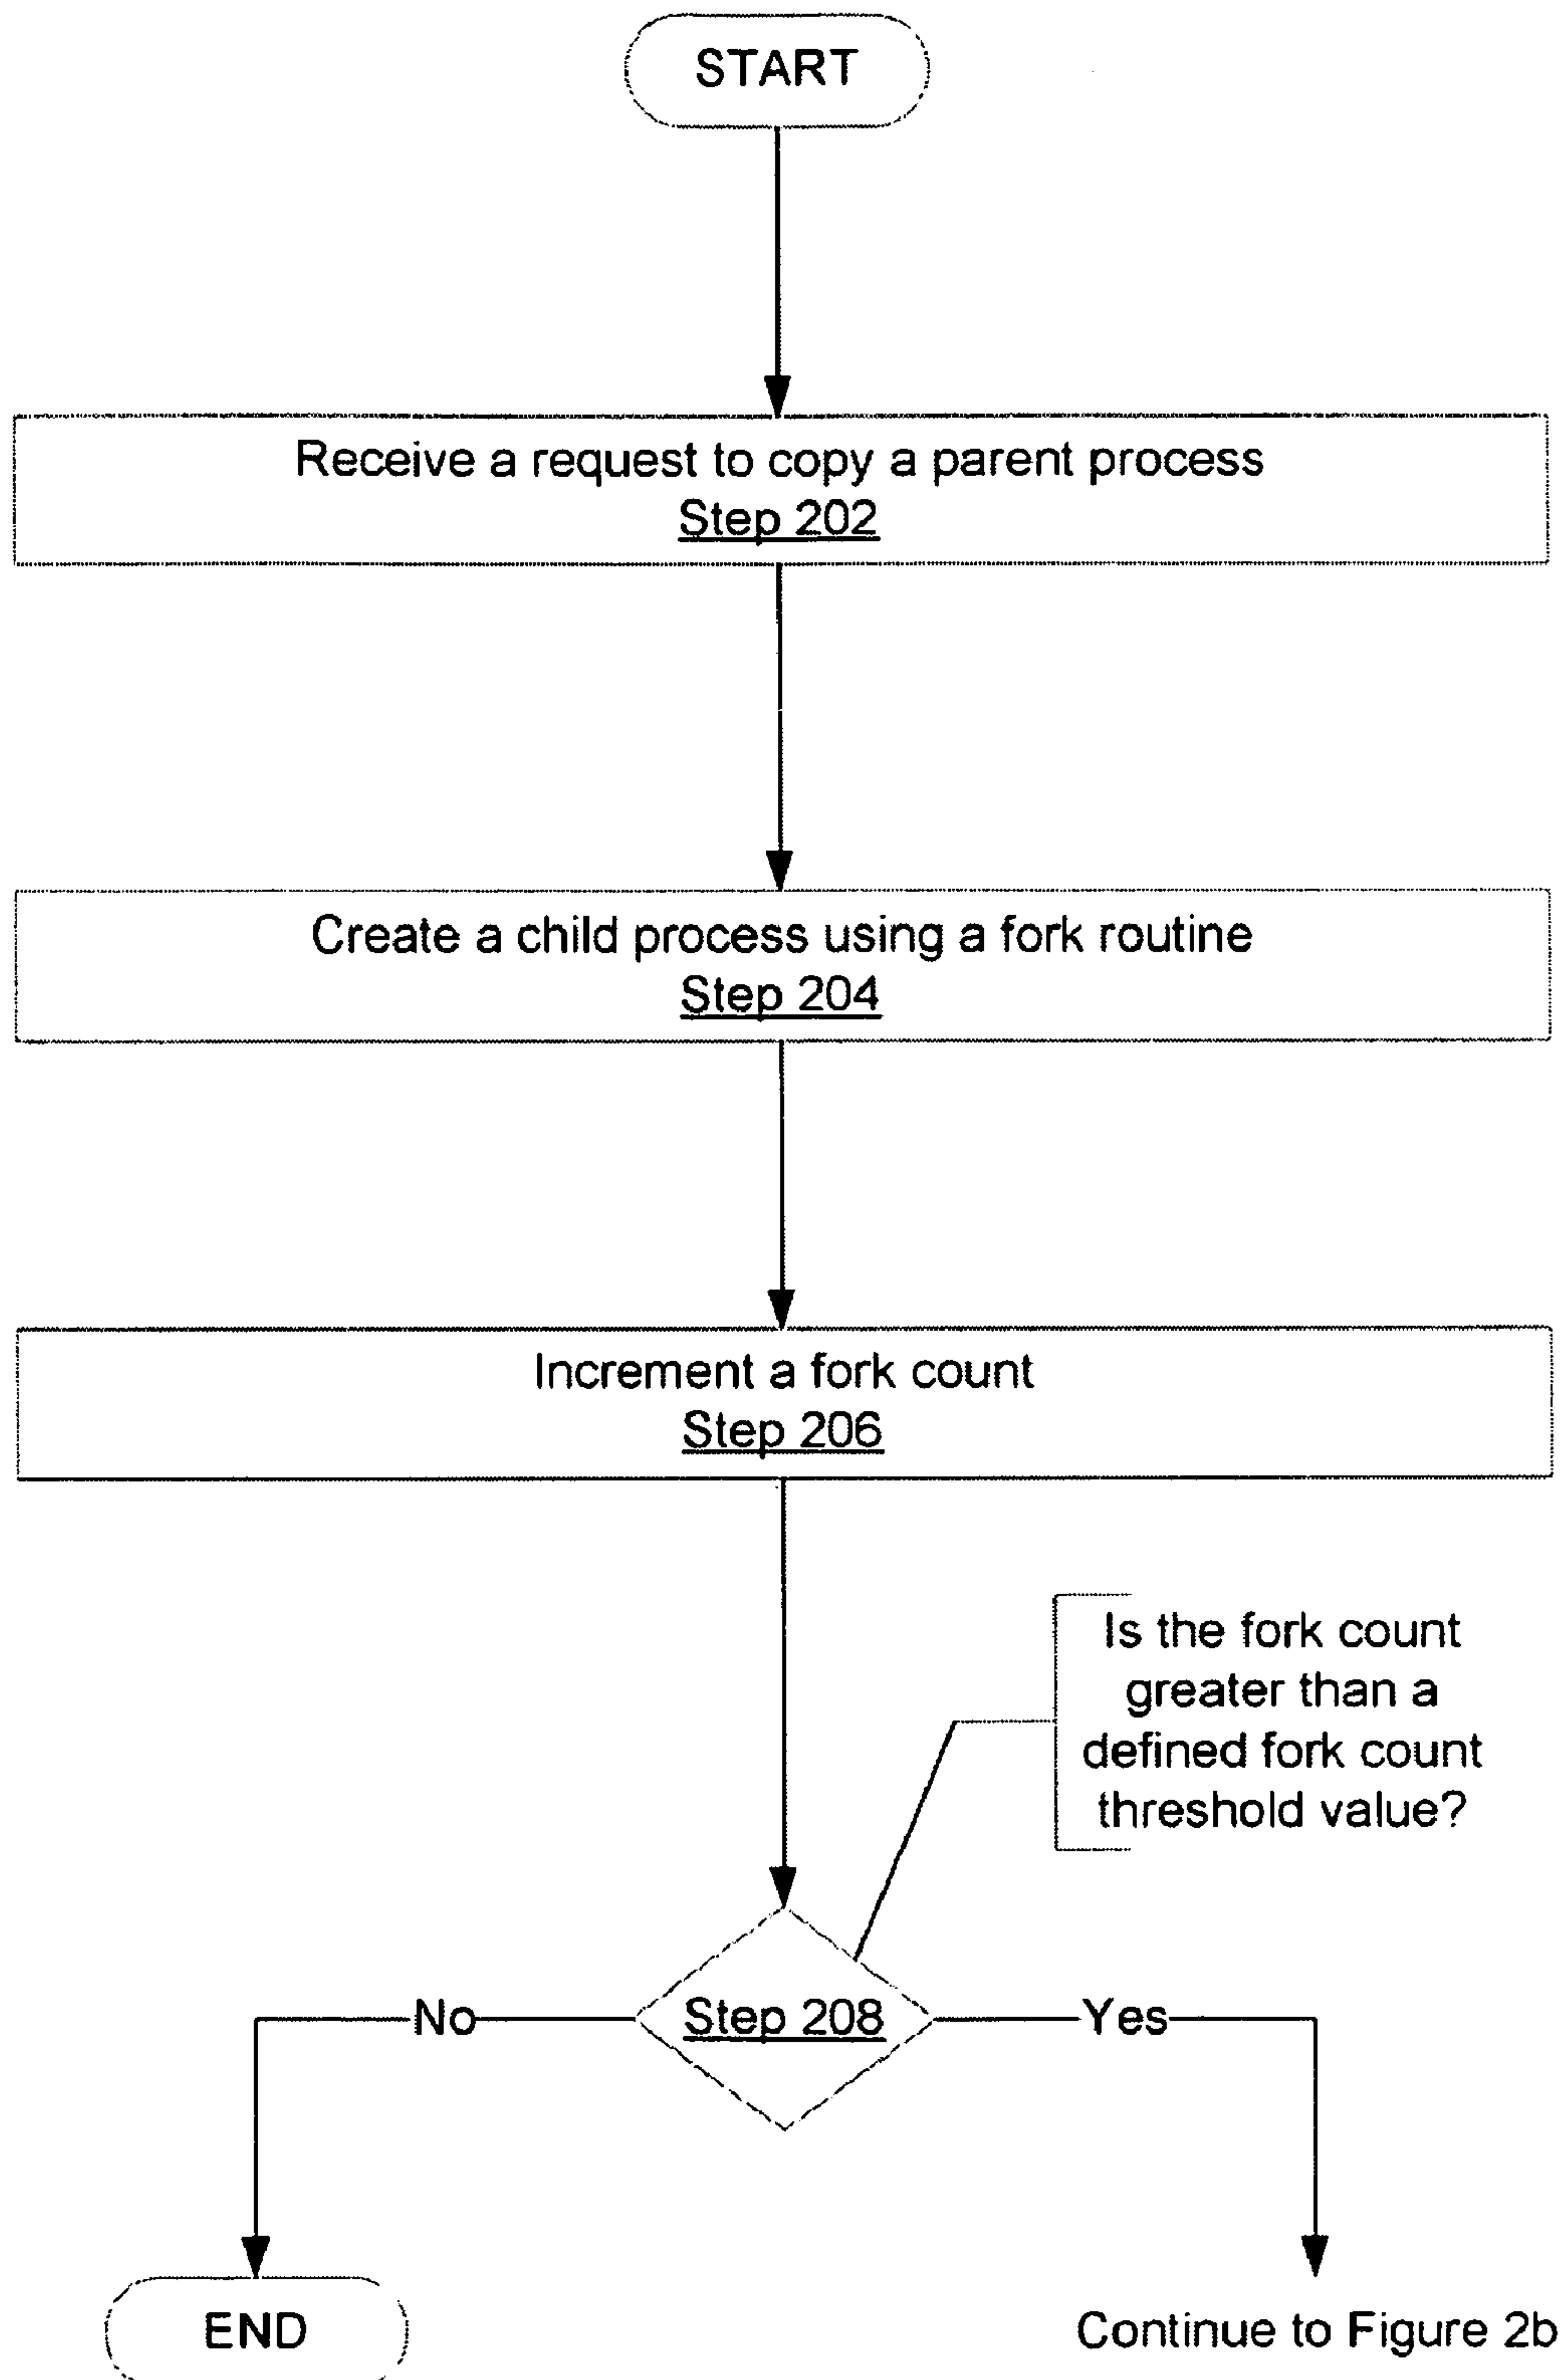 START
Receive a request to copy a parent process
Step 202
Create a child process using a fork routine
Step 204
Increment a fork count
Step 206
Is the fork count
greater than a
defined fork count
threshold value?
No
Step 208
Yes
END
Continue to Figure 2b